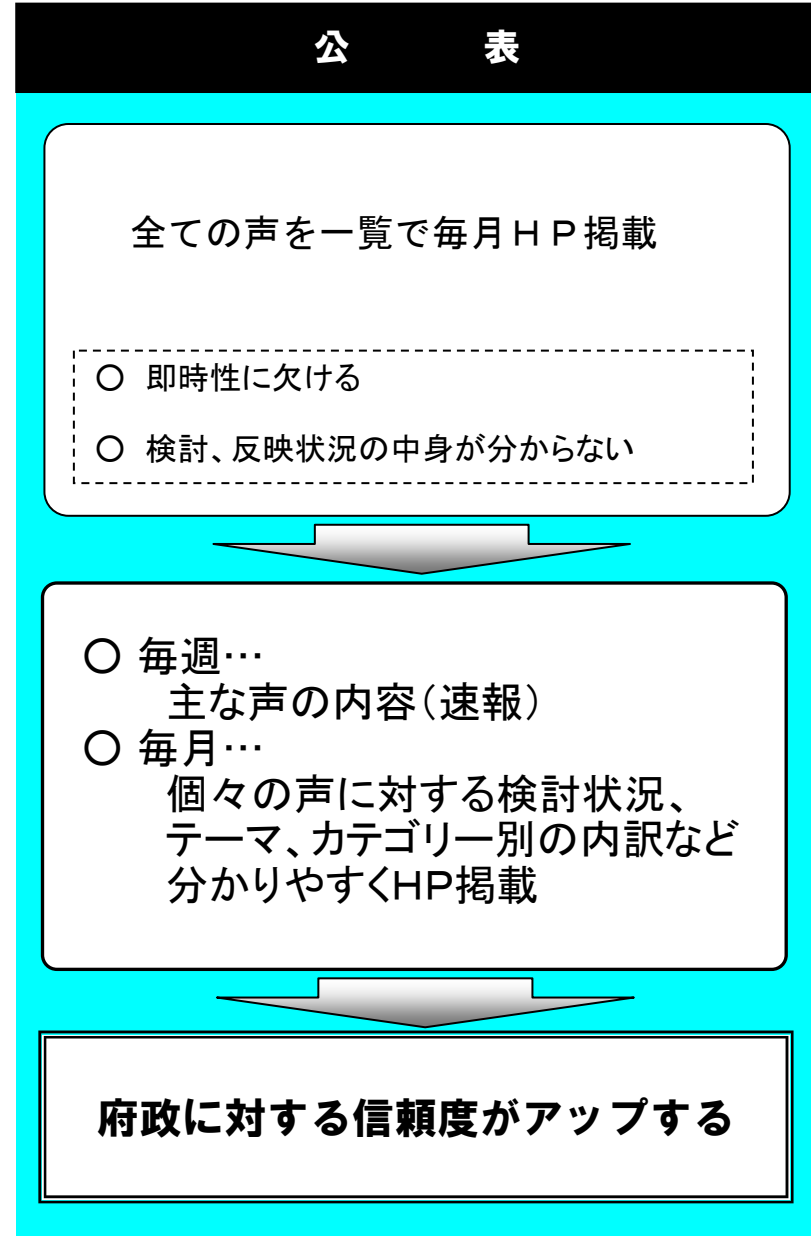 公　　　　表
全ての声を一覧で毎月ＨＰ掲載
○ 即時性に欠ける
○ 検討、反映状況の中身が分からない
○ 毎週…
主な声の内容（速報）
○ 毎月…
個々の声に対する検討状況、
テーマ、カテゴリー別の内訳など
分かりやすくHP掲載
府政に対する信頼度がアップする